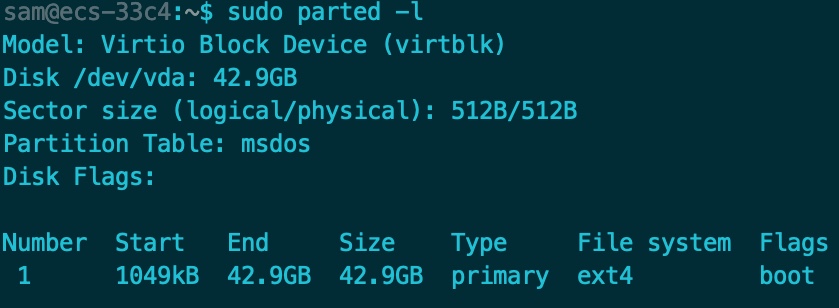 sam@ecs-33c4:~$ sudo parted -l
Model: Virtio Block Device (virtblk)
Disk /dev/vda: 42.9GB
Sector size (logical/physical): 512B/512B
Partition Table: msdos
Disk Flags:

Number  Start   End     Size    Type     File system  Flags
 1      1049kB  42.9GB  42.9GB  primary  ext4         boot